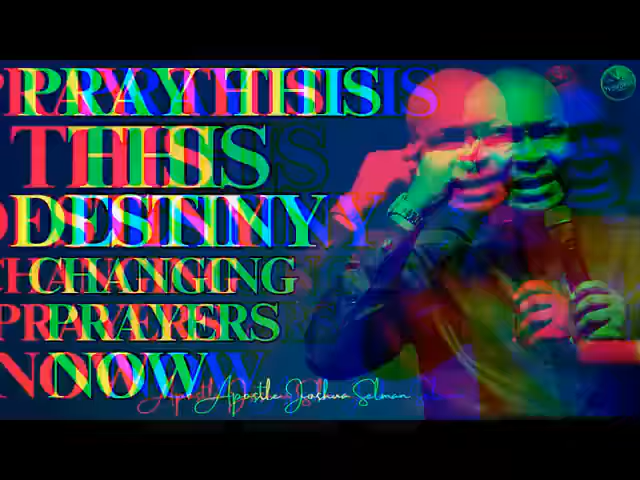 PRAY THIS
THIS
DESTINY
CHANGING
PRAYERS
NOW
Apostle Joshua Selman